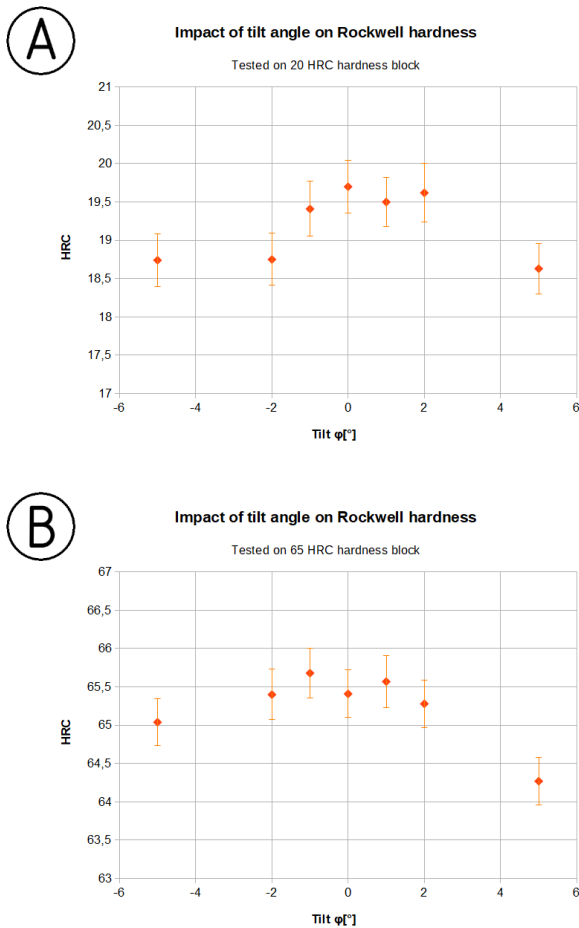 A
Impact of tilt angle on Rockwell hardness
Tested on 20 HRC hardness block
21
20,5
20
19,5
19
18,5
18
17,5
17
HRC
-6 -4 -2 0 2 4 6
Tilt φ[°]
B
Impact of tilt angle on Rockwell hardness
Tested on 65 HRC hardness block
67
66,5
66
65,5
65
64,5
64
63,5
63
HRC
-6 -4 -2 0 2 4 6
Tilt φ[°]